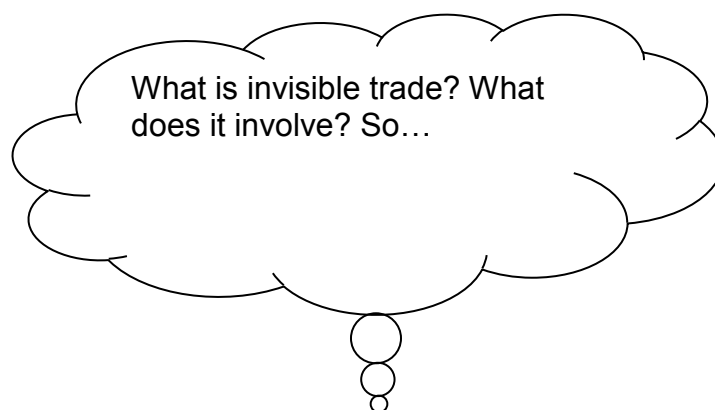 What is invisible trade? What
does it involve? So…